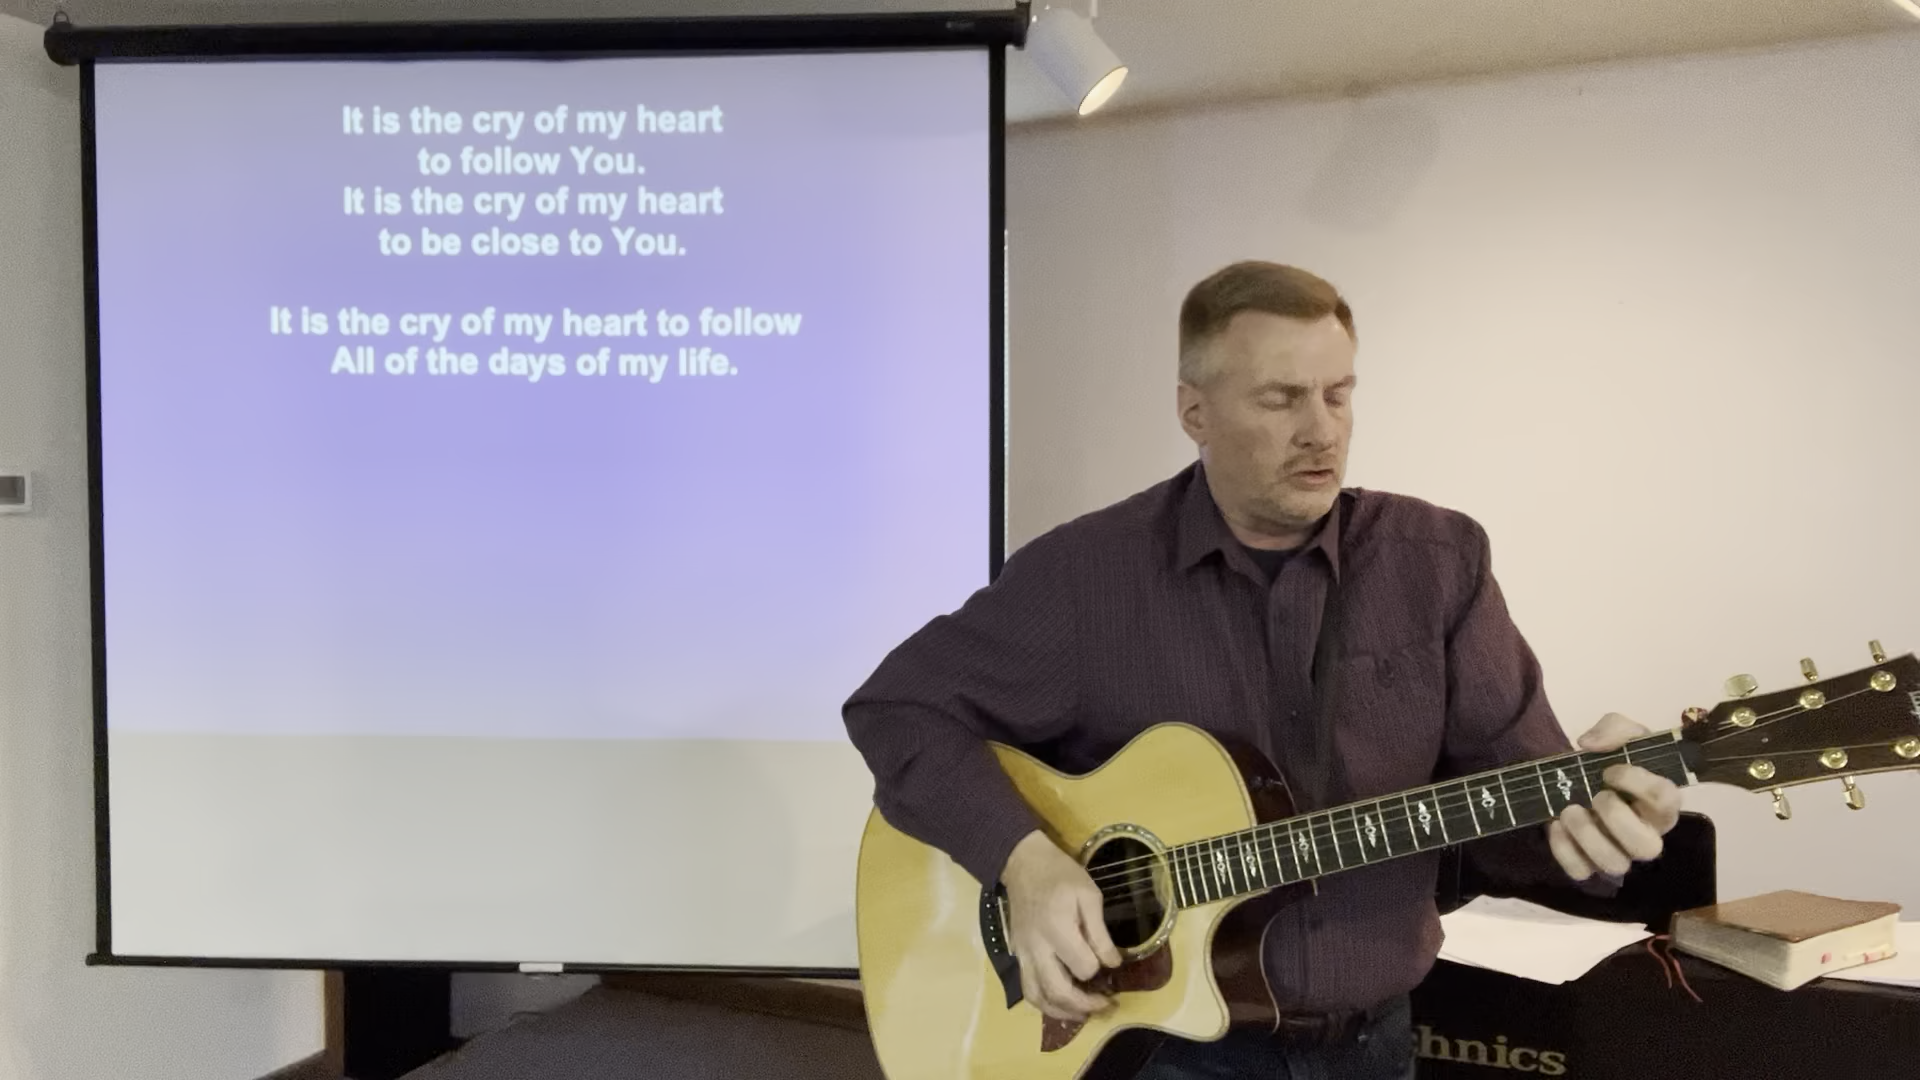 It is the cry of my heart
to follow You.
It is the cry of my heart
to be close to You.
It is the cry of my heart to follow
All of the days of my life.
chnics